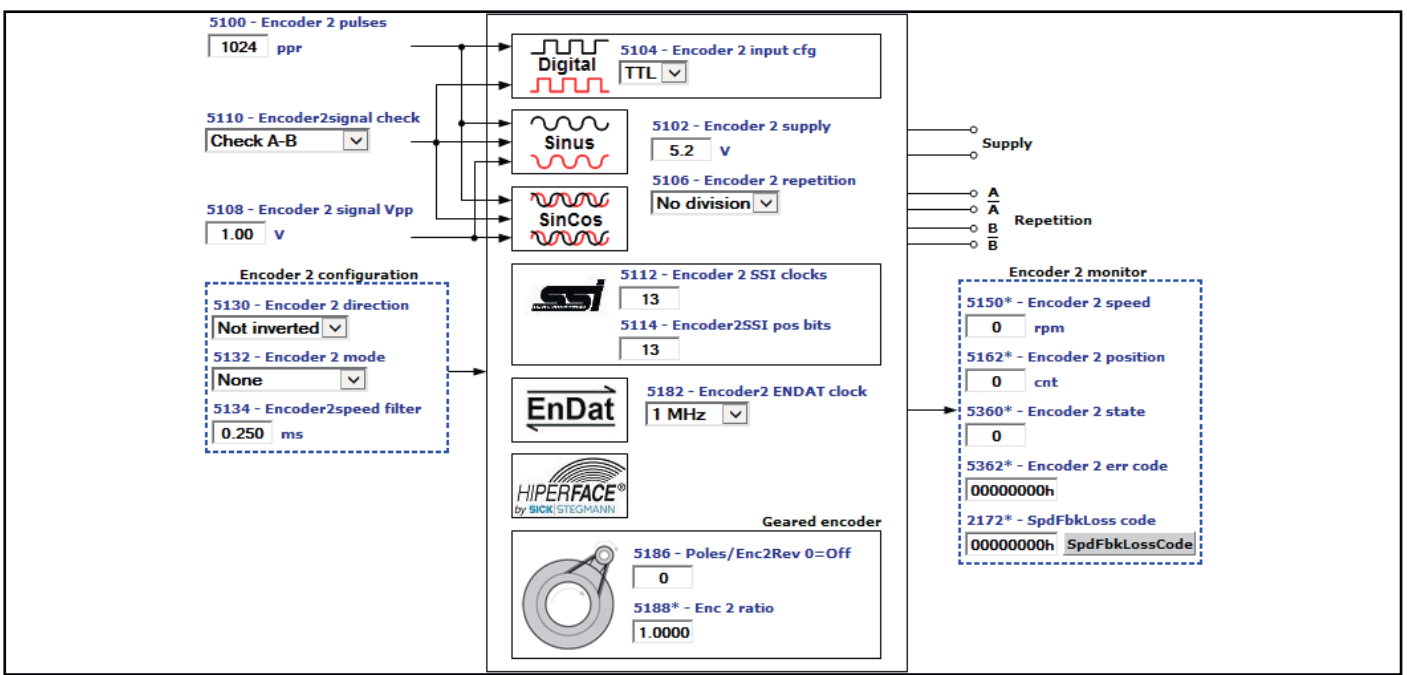 5100 - Encoder 2 pulses
1024 ppr
Digital
5104 - Encoder 2 input cfg
TTL
5110 - Encoder2signal check
Check A-B
Sinus
5102 - Encoder 2 supply
5.2 V
Supply
5106 - Encoder 2 repetition
No division
5108 - Encoder 2 signal Vpp
1.00 V
SinCos
A
A̅
B
B̅
Repetition
Encoder 2 configuration
5130 - Encoder 2 direction
Not inverted
5132 - Encoder 2 mode
None
5134 - Encoder2speed filter
0.250 ms
SSI
5112 - Encoder 2 SSI clocks
13
5114 - Encoder2SSI pos bits
13
EnDat
5182 - Encoder2 ENDAT clock
1 MHz
HIPERFACE®
by SICK|STEGMANN
Geared encoder
5186 - Poles/Enc2Rev 0=Off
0
5188* - Enc 2 ratio
1.0000
Encoder 2 monitor
5150* - Encoder 2 speed
0 rpm
5162* - Encoder 2 position
0 cnt
5360* - Encoder 2 state
0
5362* - Encoder 2 err code
00000000h
2172* - SpdFbkLoss code
00000000h SpdFbkLossCode